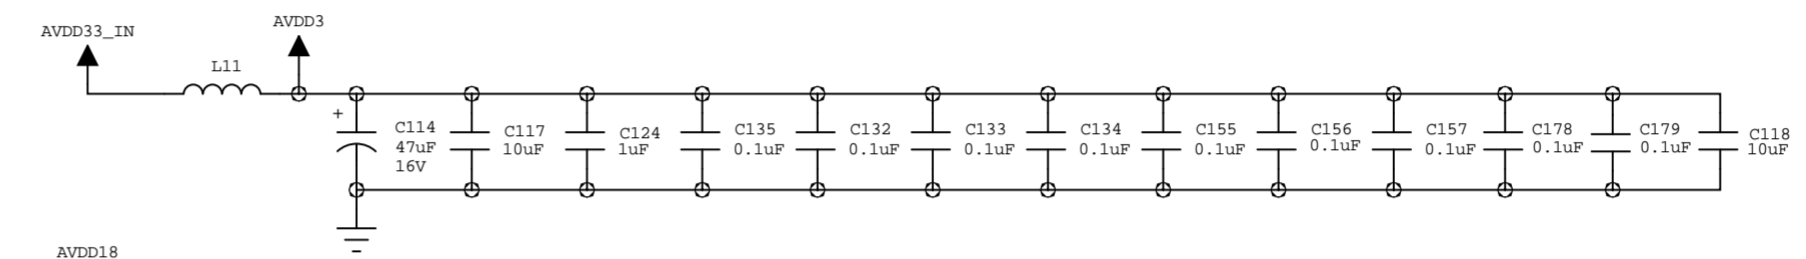 AVDD3
AVDD33_IN
L11
+
C114
47uF
16V
C117
10uF
C124
1uF
C135
0.1uF
C132
0.1uF
C133
0.1uF
C134
0.1uF
C155
0.1uF
C156
0.1uF
C157
0.1uF
C178
0.1uF
C179
0.1uF
C118
10uF
AVDD18